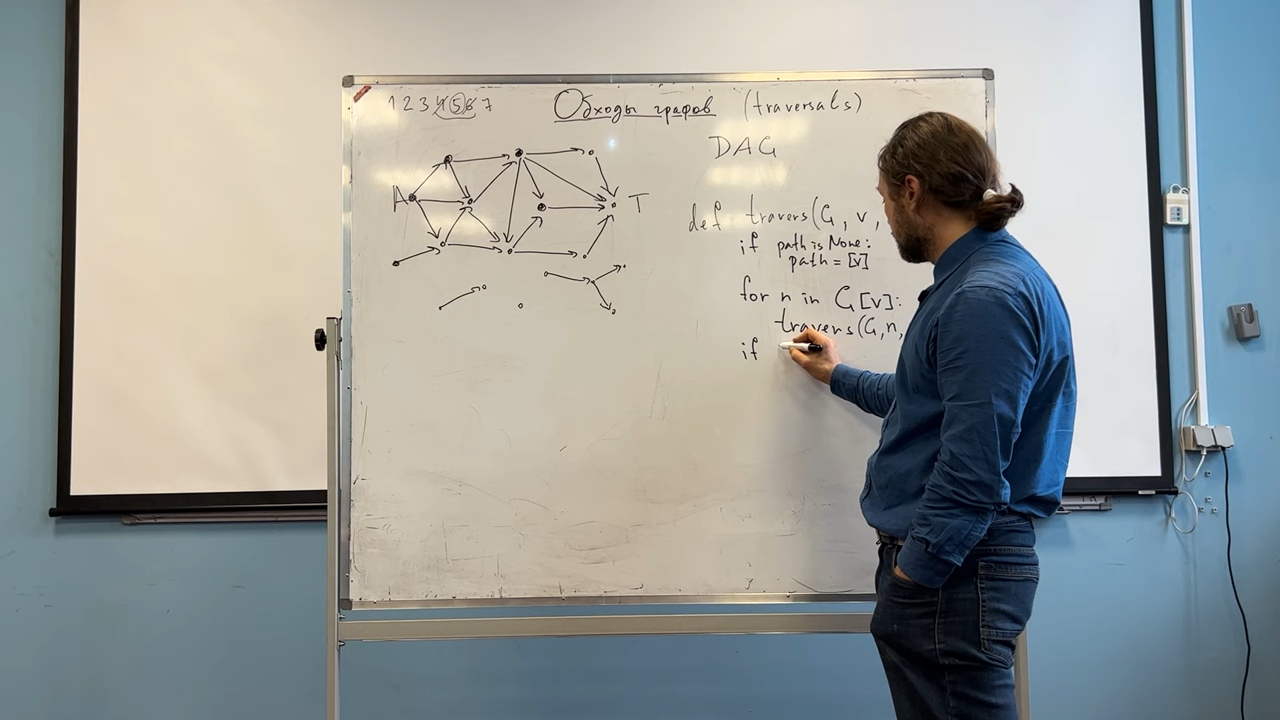 1 2 3 4 5 6 7
Обходы графов (traversals)
DAG
A
T
def travers(G, v,
if path is None:
path = [v]
for n in G[v]:
travers(G, n,
if